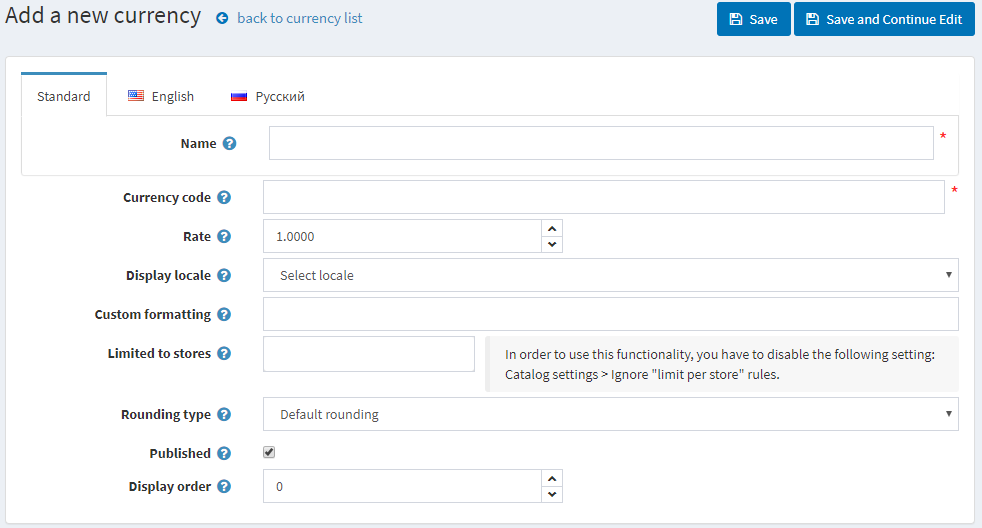 Add a new currency back to currency list Save Save and Continue Edit
Standard English Русский
Name ? *
Currency code ? *
Rate ? 1.0000
Display locale ? Select locale
Custom formatting ?
Limited to stores ? In order to use this functionality, you have to disable the following setting:
Catalog settings > Ignore "limit per store" rules.
Rounding type ? Default rounding
Published ?
Display order ? 0